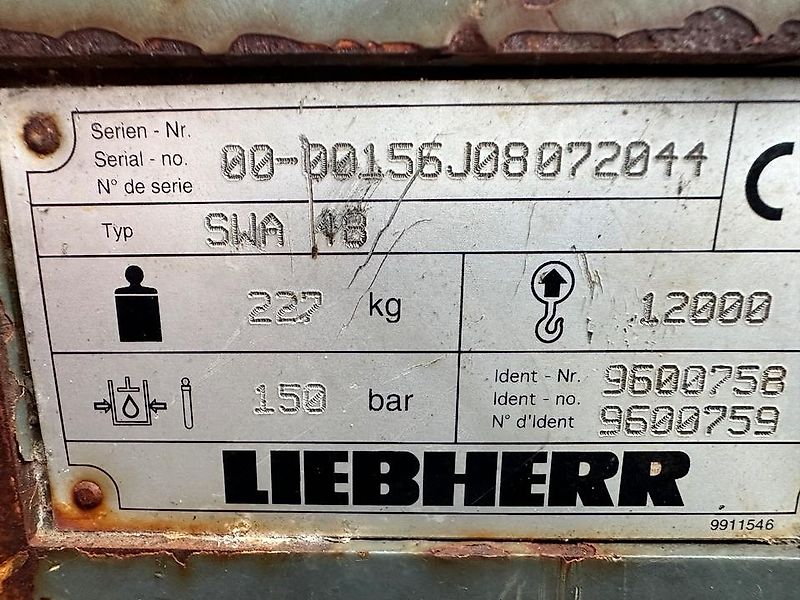 Serien - Nr.
Serial - no.
N° de serie
00-D0156J08072044
Typ
SWA 48
227 kg
12000
150 bar
Ident - Nr. 9600758
Ident - no.
N° d'Ident 9600759
LIEBHERR
9911546